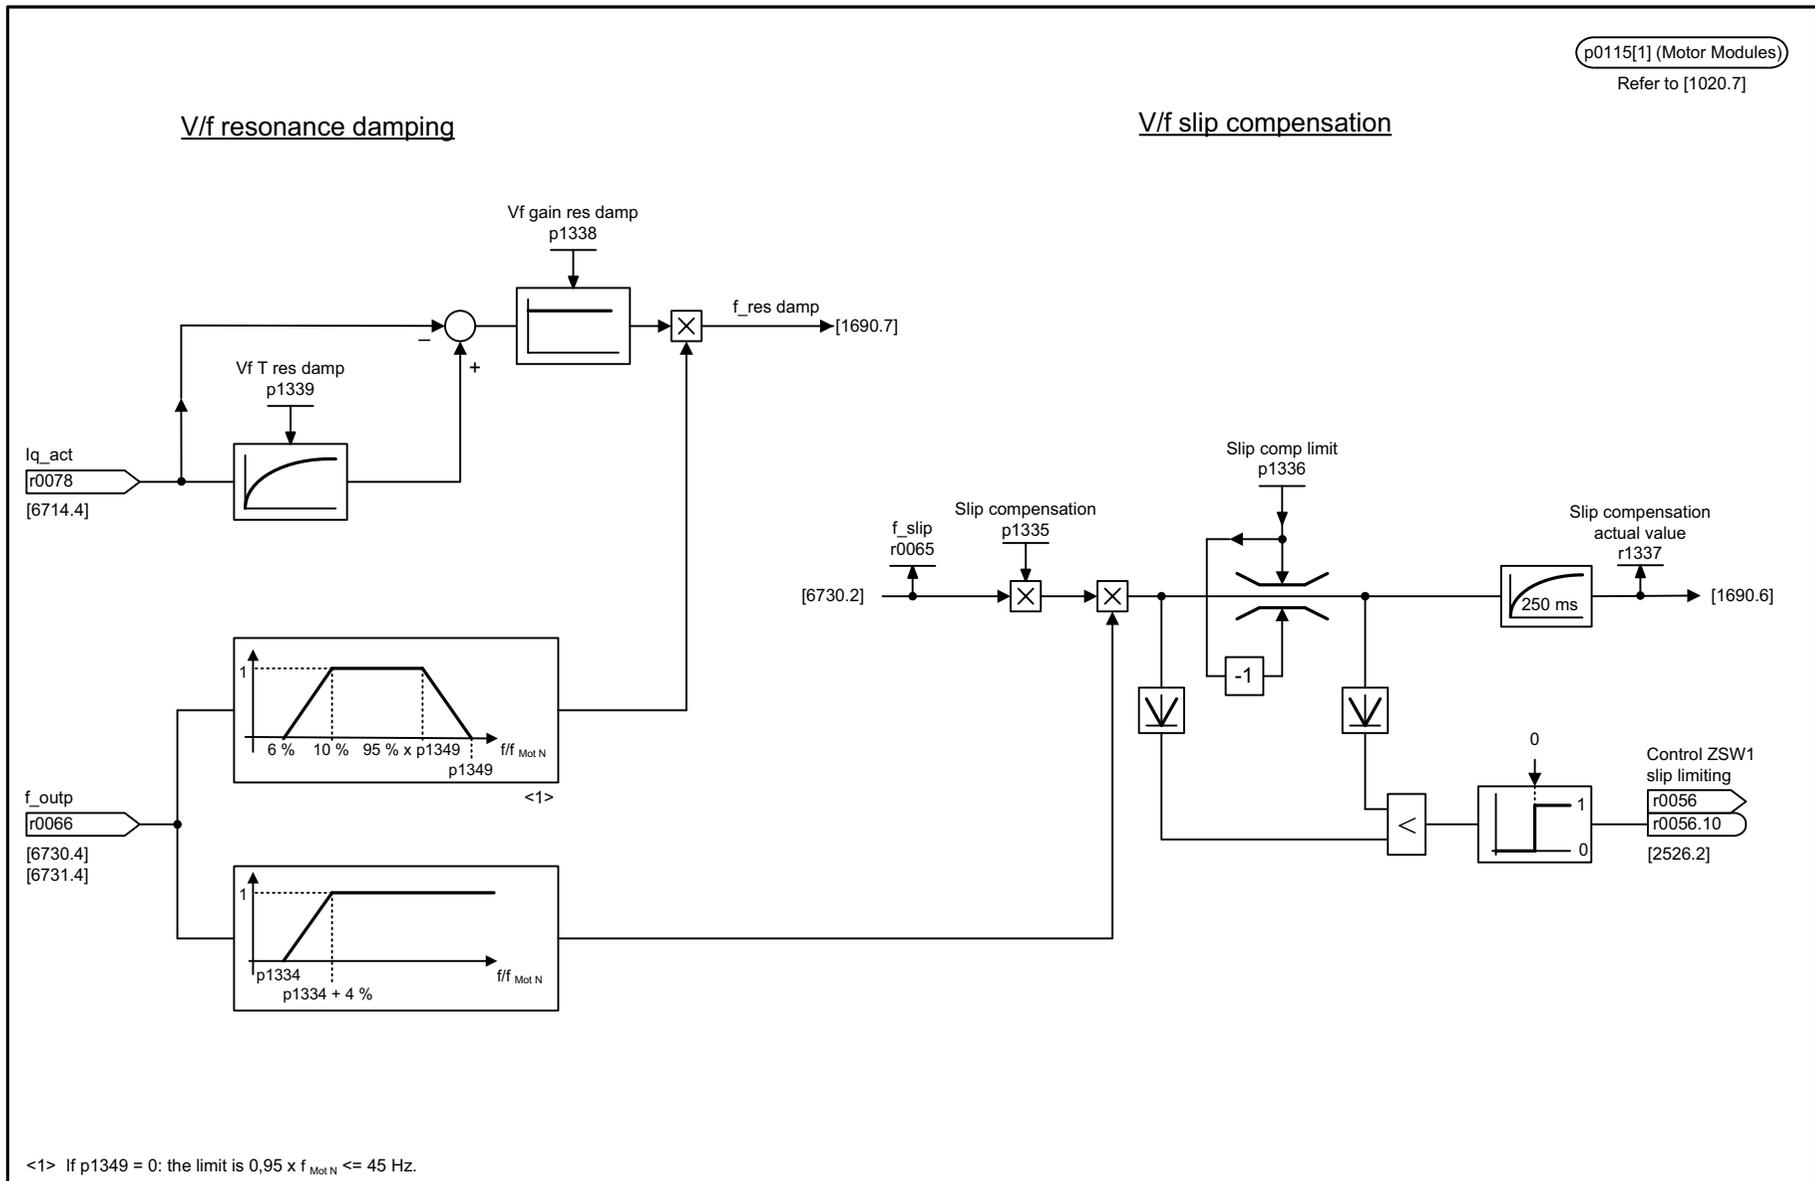 p0115[1] (Motor Modules)
Refer to [1020.7]
V/f resonance damping
V/f slip compensation
Vf gain res damp
p1338
f_res damp
[1690.7]
–
+
Vf T res damp
p1339
Iq_act
r0078
[6714.4]
Slip comp limit
p1336
Slip compensation
p1335
f_slip
r0065
[6730.2]
Slip compensation
actual value
r1337
250 ms
[1690.6]
-1
1
6 % 10 % 95 % x p1349 f/f Mot N
p1349
<1>
f_outp
r0066
[6730.4]
[6731.4]
1
p1334 f/f Mot N
p1334 + 4 %
<
0
1
0
Control ZSW1
slip limiting
r0056
r0056.10
[2526.2]
<1> If p1349 = 0: the limit is 0,95 x f Mot N <= 45 Hz.